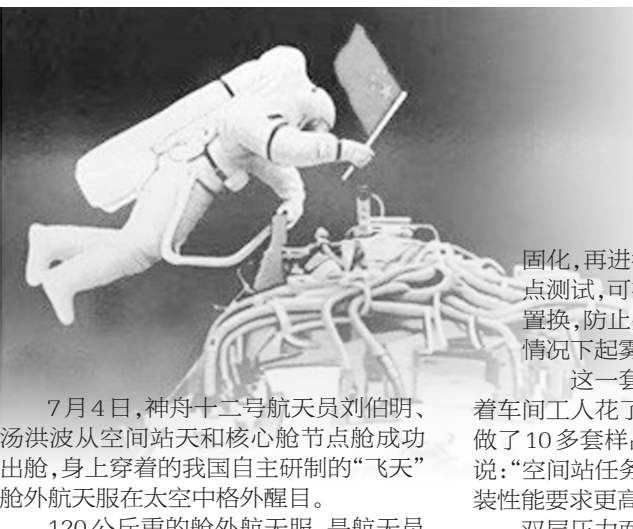 7月4日,神舟十二号航天员刘伯明、
汤洪波从空间站天和核心舱节点舱成功
出舱,身上穿着的我国自主研制的“飞天”
舱外航天服在太空中格外醒目。
120公斤重的舱外航天服,是航天员
固化,再进
点测试,可
置换,防止
情况下起雾
这一套
着车间工人花了
做了10多套样
说:“空间站任务
装性能要求更高
双层压力